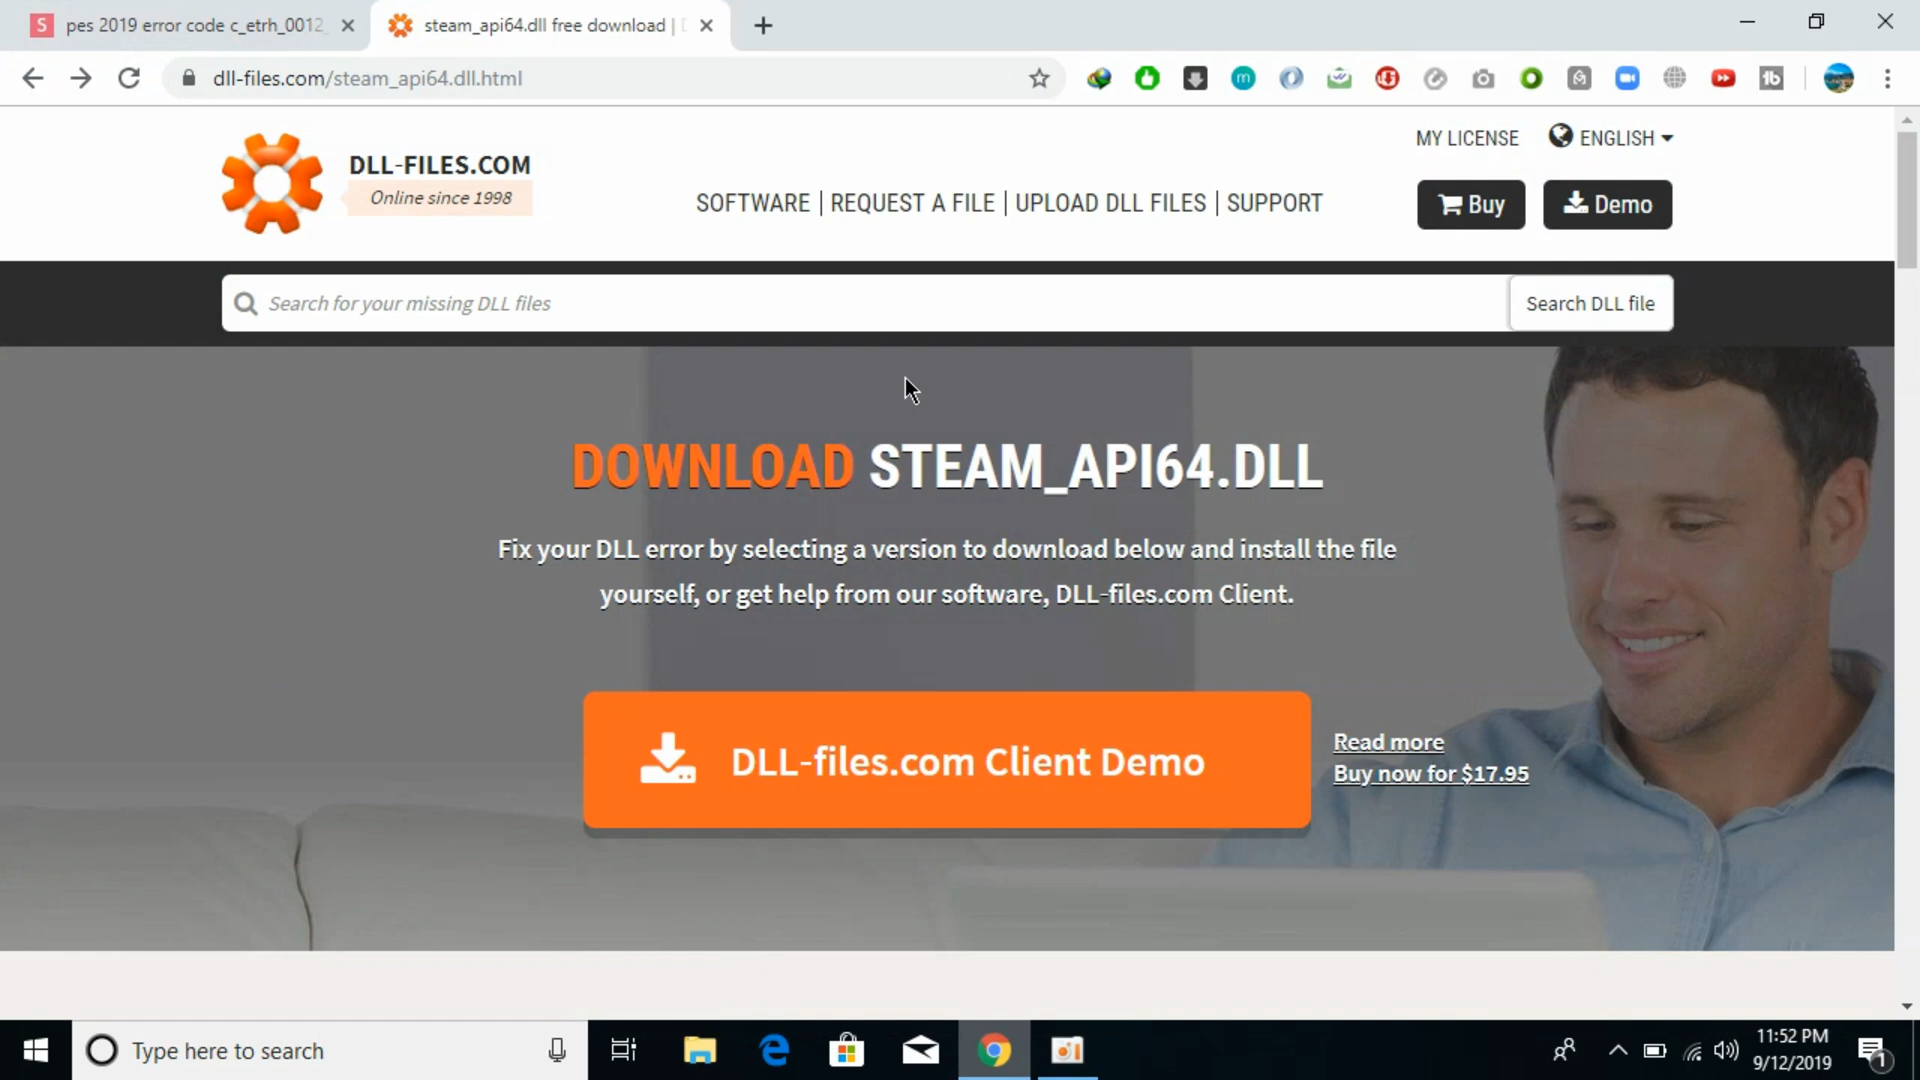 S
pes 2019 error code c_etrh_0012_
steam_api64.dll free download | D
dll-files.com/steam_api64.dll.html
m
1b
DLL-FILES.COM
Online since 1998
MY LICENSE
ENGLISH
SOFTWARE | REQUEST A FILE | UPLOAD DLL FILES | SUPPORT
Buy
Demo
Search for your missing DLL files
Search DLL file
DOWNLOAD STEAM_API64.DLL
Fix your DLL error by selecting a version to download below and install the file
yourself, or get help from our software, DLL-files.com Client.
DLL-files.com Client Demo
Read more
Buy now for $17.95
Type here to search
11:52 PM
9/12/2019
1